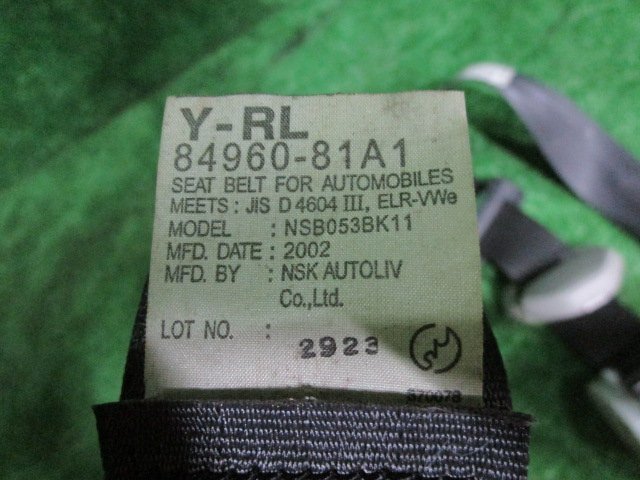 Y-RL
84960-81A1
SEAT BELT FOR AUTOMOBILES
MEETS : JIS D 4604 III, ELR-VWe
MODEL : NSB053BK11
MFD. DATE : 2002
MFD. BY : NSK AUTOLIV
Co.,Ltd.
LOT NO. :
2923
S70078